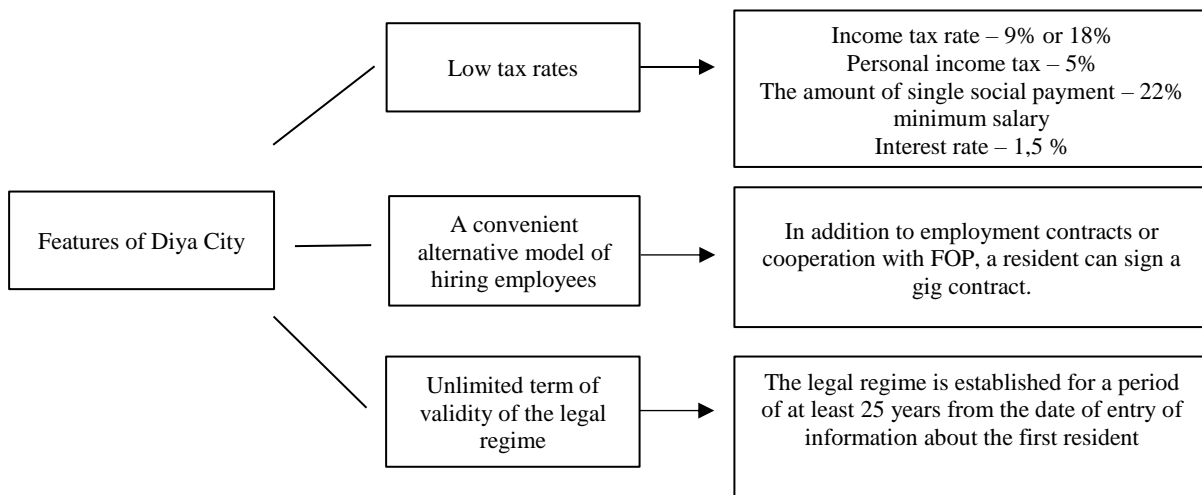 Features of Diya City
Low tax rates
Income tax rate – 9% or 18%
Personal income tax – 5%
The amount of single social payment – 22%
minimum salary
Interest rate – 1,5 %
A convenient
alternative model of
hiring employees
In addition to employment contracts or
cooperation with FOP, a resident can sign a
gig contract.
Unlimited term of
validity of the legal
regime
The legal regime is established for a period
of at least 25 years from the date of entry of
information about the first resident